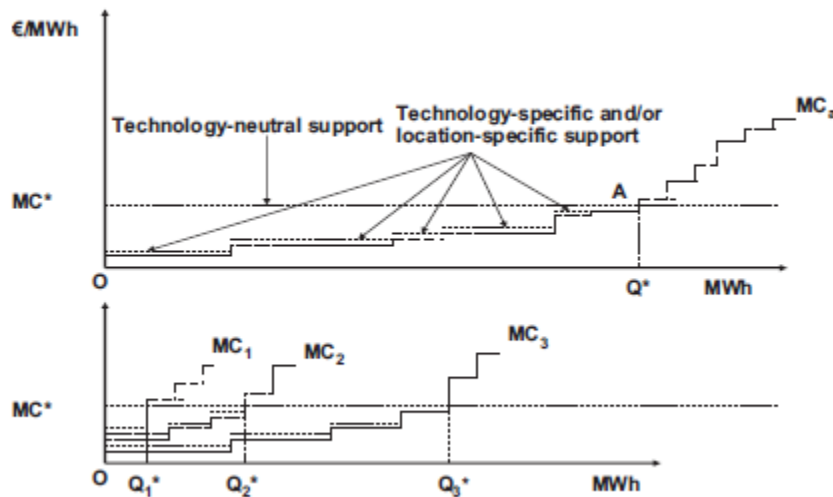 €/MWh
Technology-neutral support
Technology-specific and/or
location-specific support
MCa
MC*
A
O
Q*
MWh
MC1
MC2
MC3
MC*
O
Q1*
Q2*
Q3*
MWh